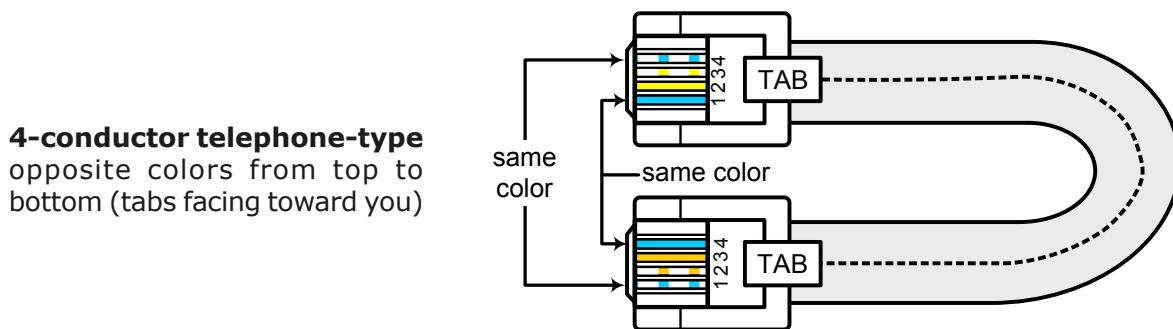 4-conductor telephone-type
opposite colors from top to
bottom (tabs facing toward you)
1234
TAB
same
color
same color
1234
TAB